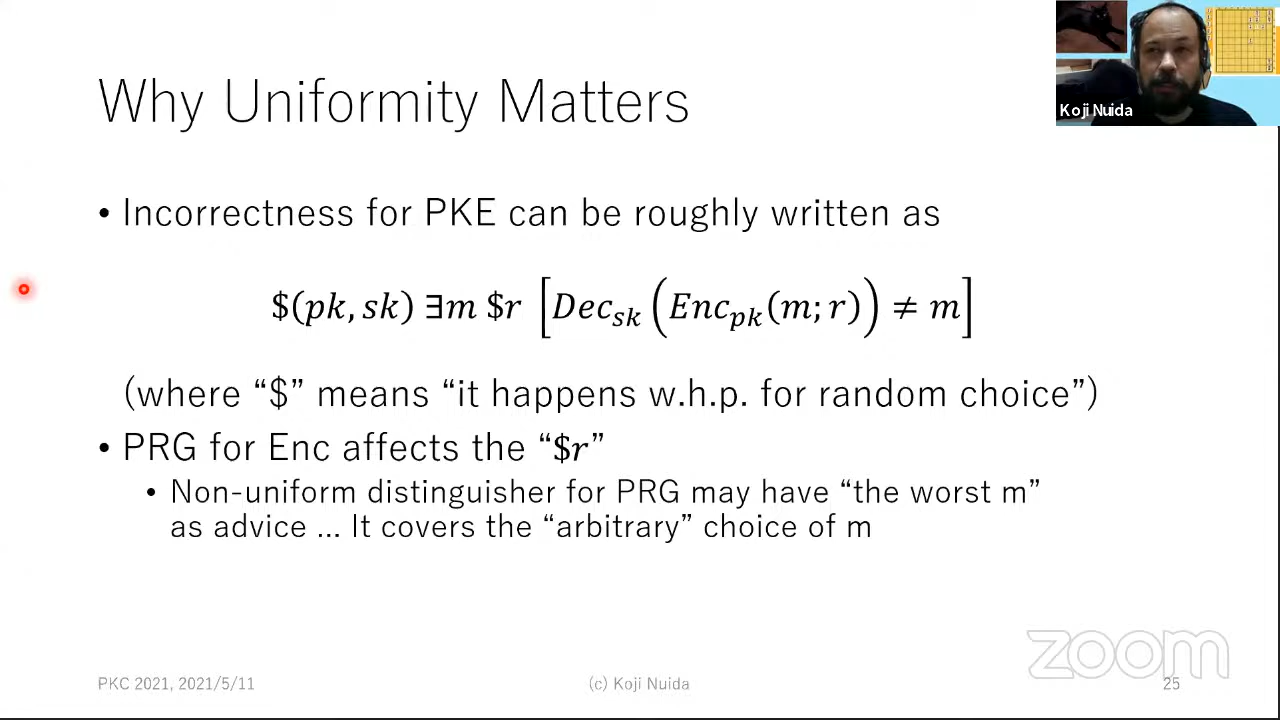 Why Uniformity Matters
Koji Nuida
• Incorrectness for PKE can be roughly written as
$(pk, sk) ∃m $r [Dec_sk (Enc_pk(m; r)) ≠ m]
(where “$” means “it happens w.h.p. for random choice”)
• PRG for Enc affects the “$r”
• Non-uniform distinguisher for PRG may have “the worst m”
as advice ... It covers the “arbitrary” choice of m
zoom
PKC 2021, 2021/5/11
(c) Koji Nuida
25